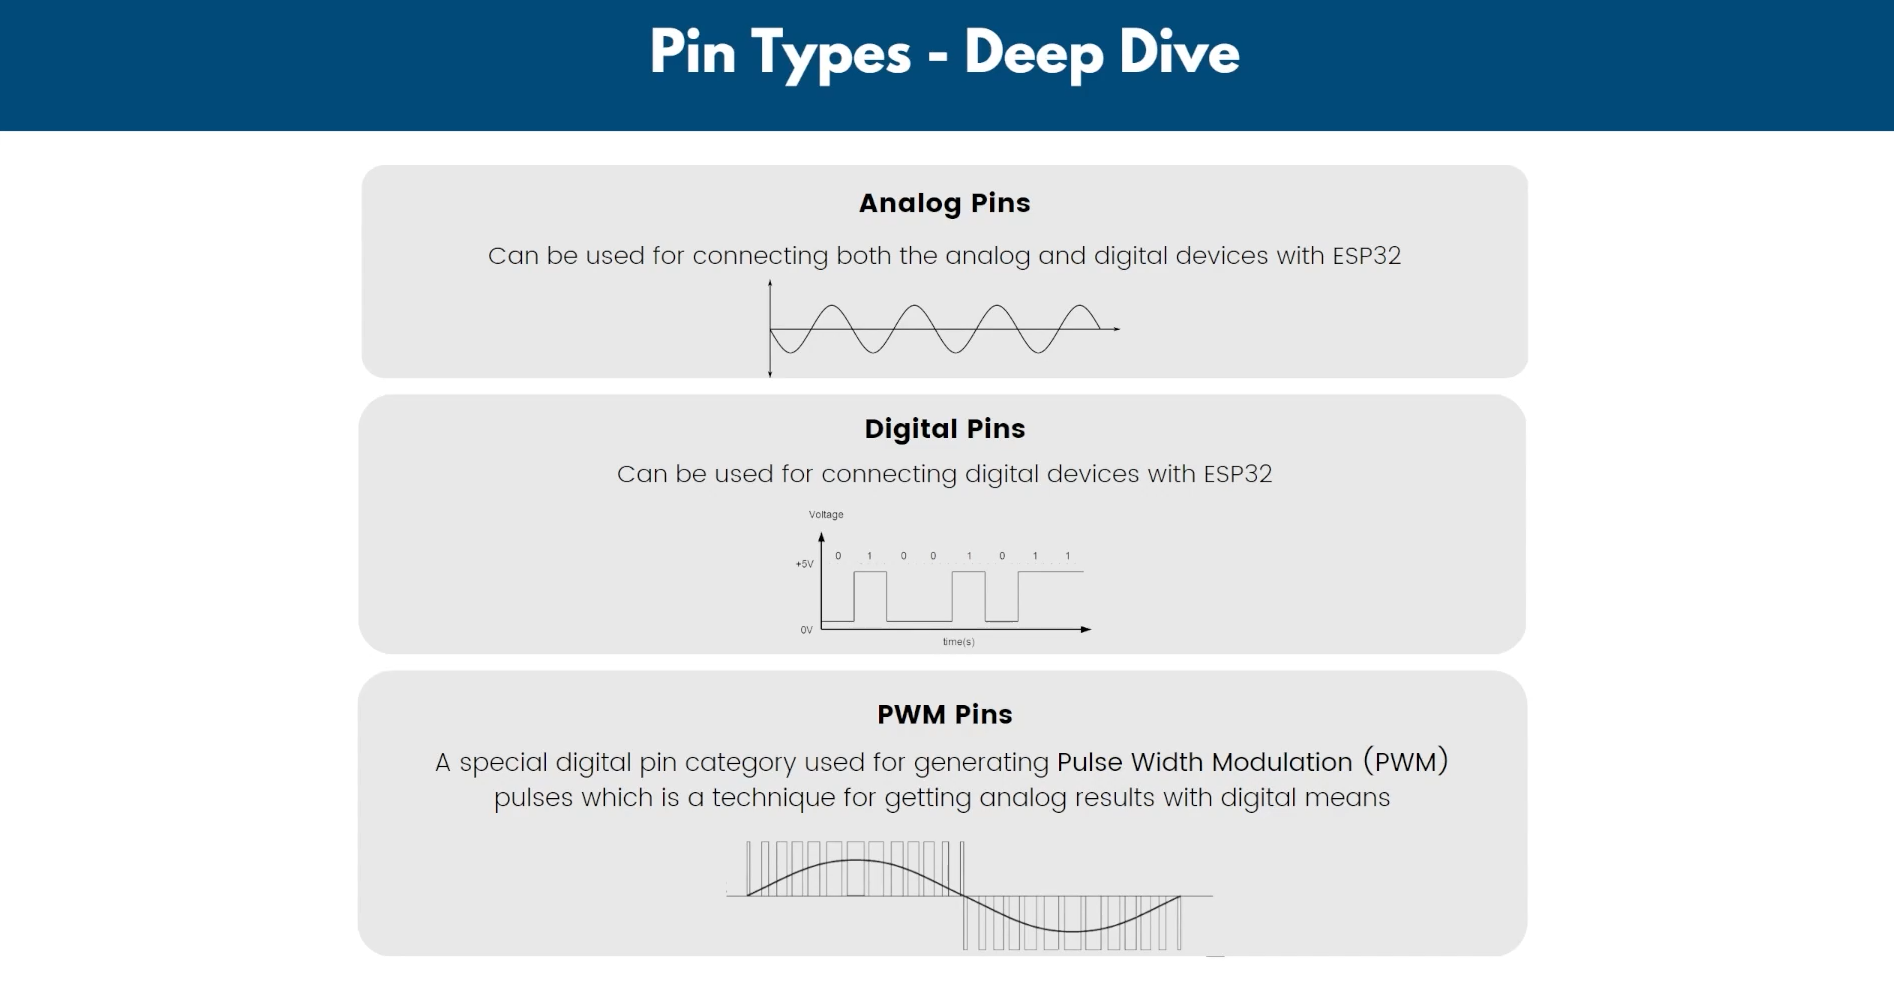 Pin Types - Deep Dive
Analog Pins
Can be used for connecting both the analog and digital devices with ESP32
Digital Pins
Can be used for connecting digital devices with ESP32
Voltage
0 1 0 0 1 0 1 1
+5V
0V
time(s)
PWM Pins
A special digital pin category used for generating Pulse Width Modulation (PWM)
pulses which is a technique for getting analog results with digital means